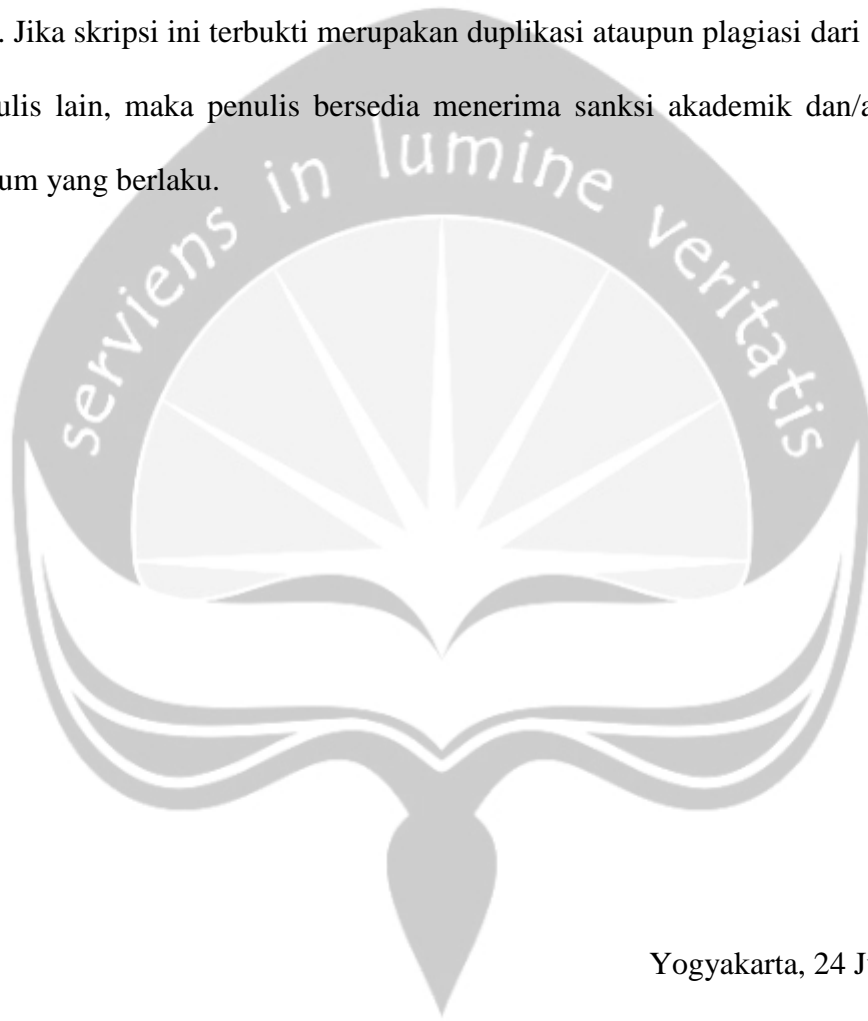 . Jika skripsi ini terbukti merupakan duplikasi ataupun plagiasi dari
ulis lain, maka penulis bersedia menerima sanksi akademik dan/a
um yang berlaku.
serviens in lumine veritatis
Yogyakarta, 24 J